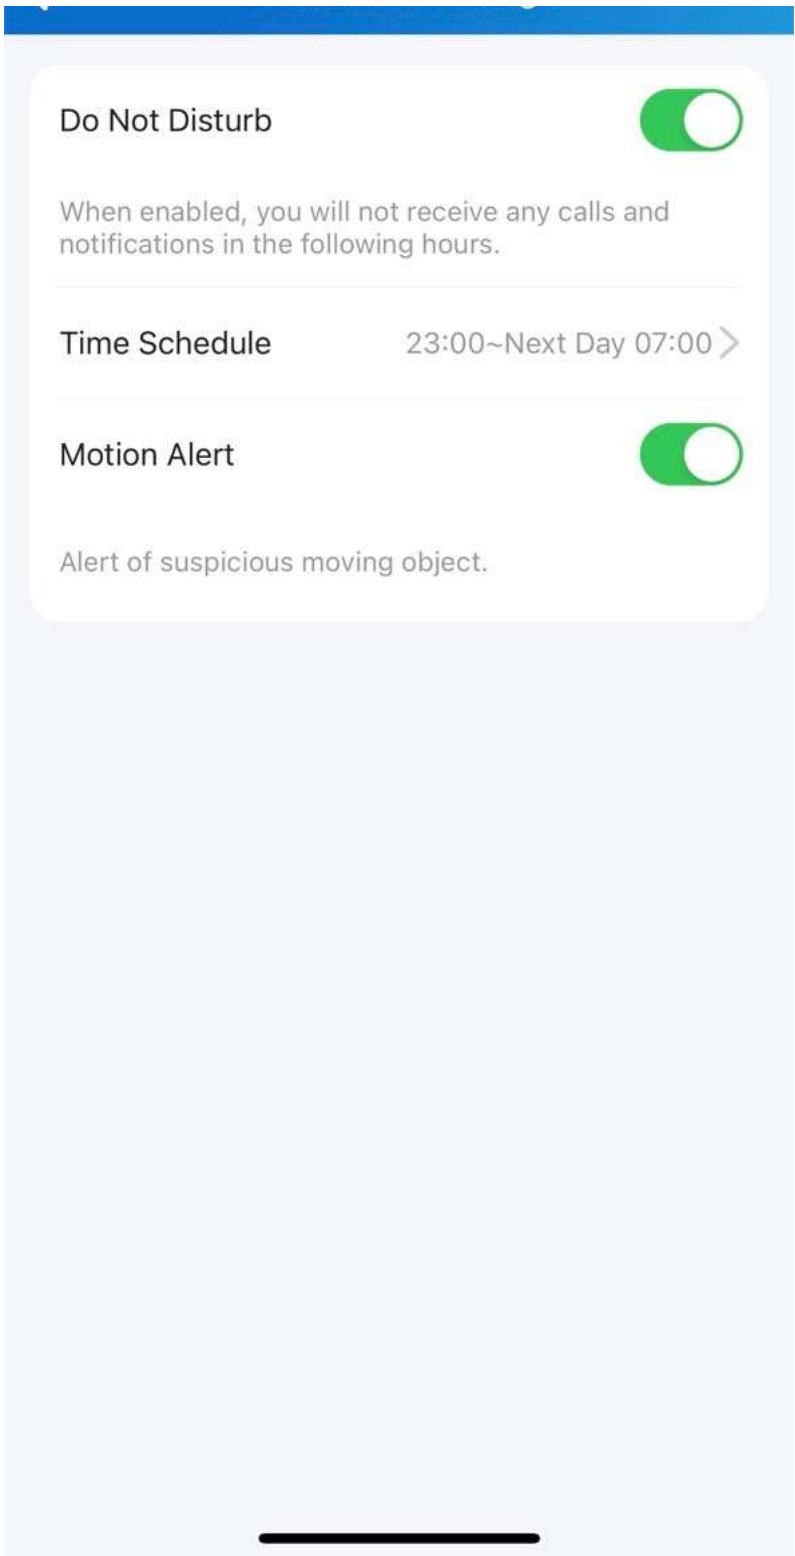 Do Not Disturb
When enabled, you will not receive any calls and
notifications in the following hours.
Time Schedule 23:00~Next Day 07:00
Motion Alert
Alert of suspicious moving object.